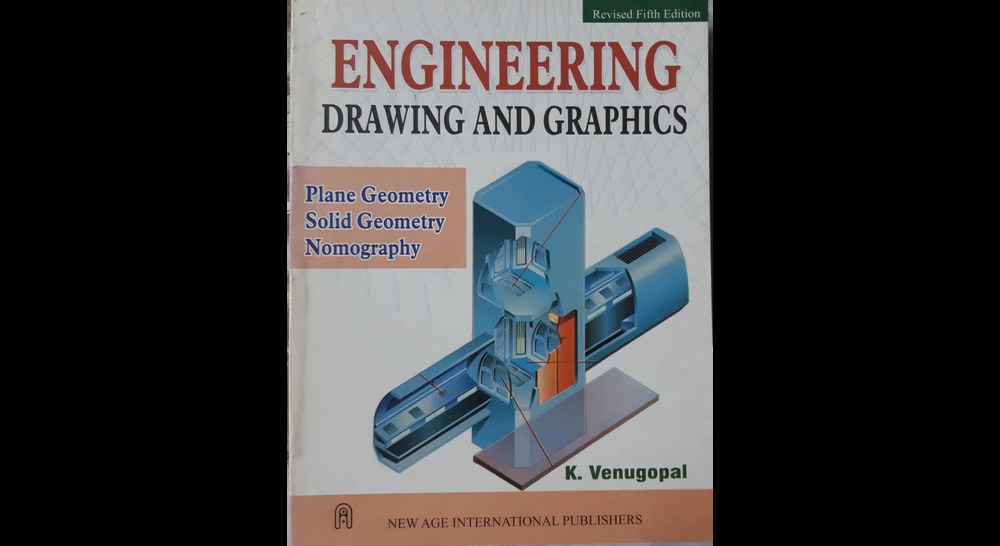 Revised Fifth Edition
ENGINEERING
DRAWING AND GRAPHICS
Plane Geometry
Solid Geometry
Nomography
K. Venugopal
NEW AGE INTERNATIONAL PUBLISHERS